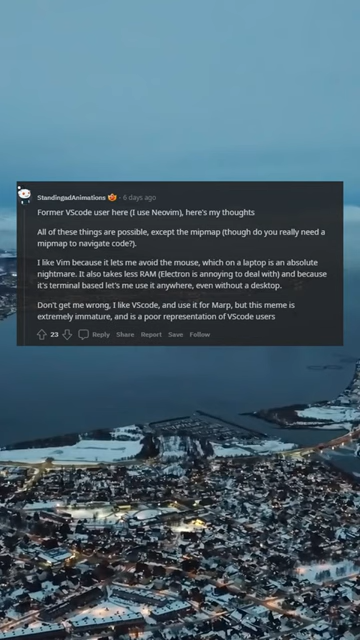 StandingadAnimations · 6 days ago
Former VScode user here (I use Neovim), here's my thoughts
All of these things are possible, except the mipmap (though do you really need a
mipmap to navigate code?).
I like Vim because it lets me avoid the mouse, which on a laptop is an absolute
nightmare. It also takes less RAM (Electron is annoying to deal with) and because
it's terminal based let's me use it anywhere, even without a desktop.
Don't get me wrong, I like VScode, and use it for Marp, but this meme is
extremely immature, and is a poor representation of VScode users
23 Reply Share Report Save Follow